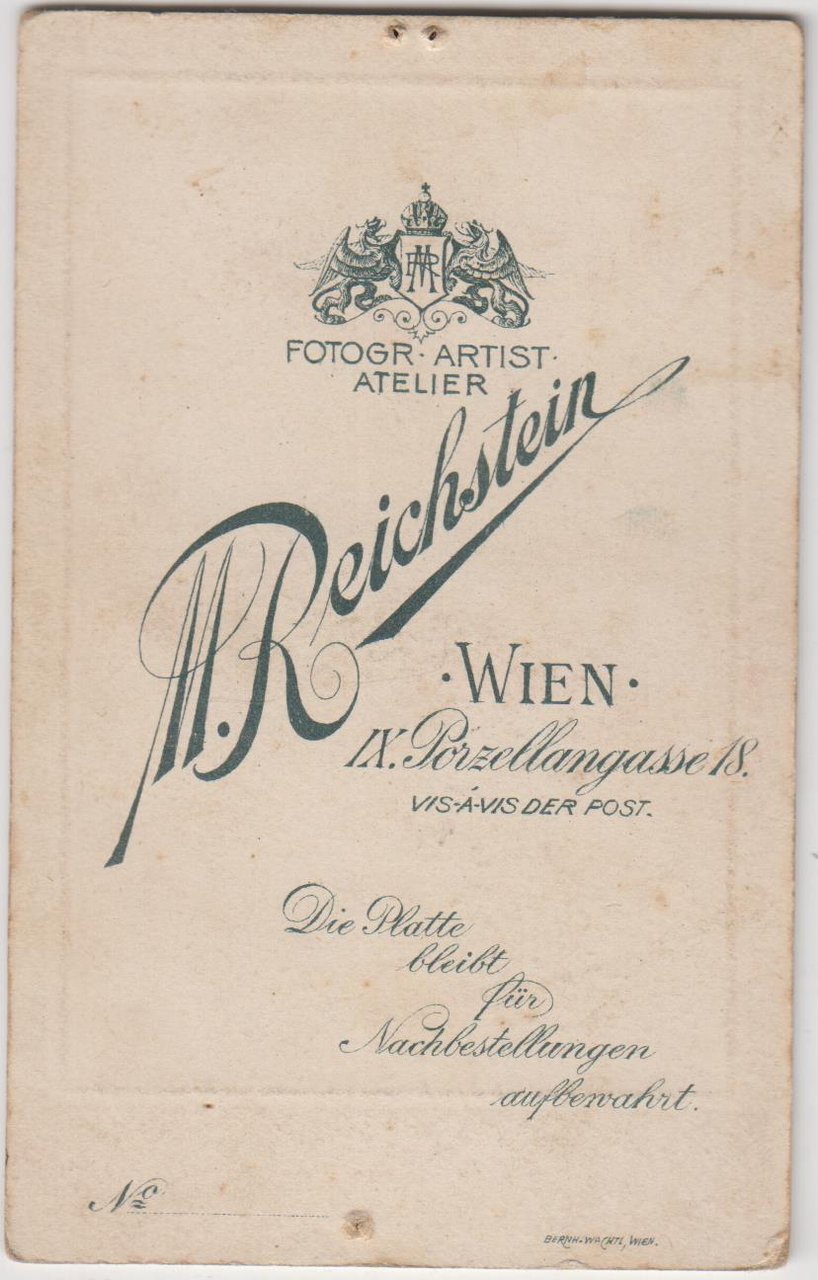 MR
FOTOGR· ARTIST·
ATELIER
M. Reichstein
·WIEN·
IX. Porzellangasse 18.
VIS-Á-VIS DER POST.
Die Platte
bleibt
für
Nachbestellungen
aufbewahrt.
No
BERNH. WACHTL, WIEN.